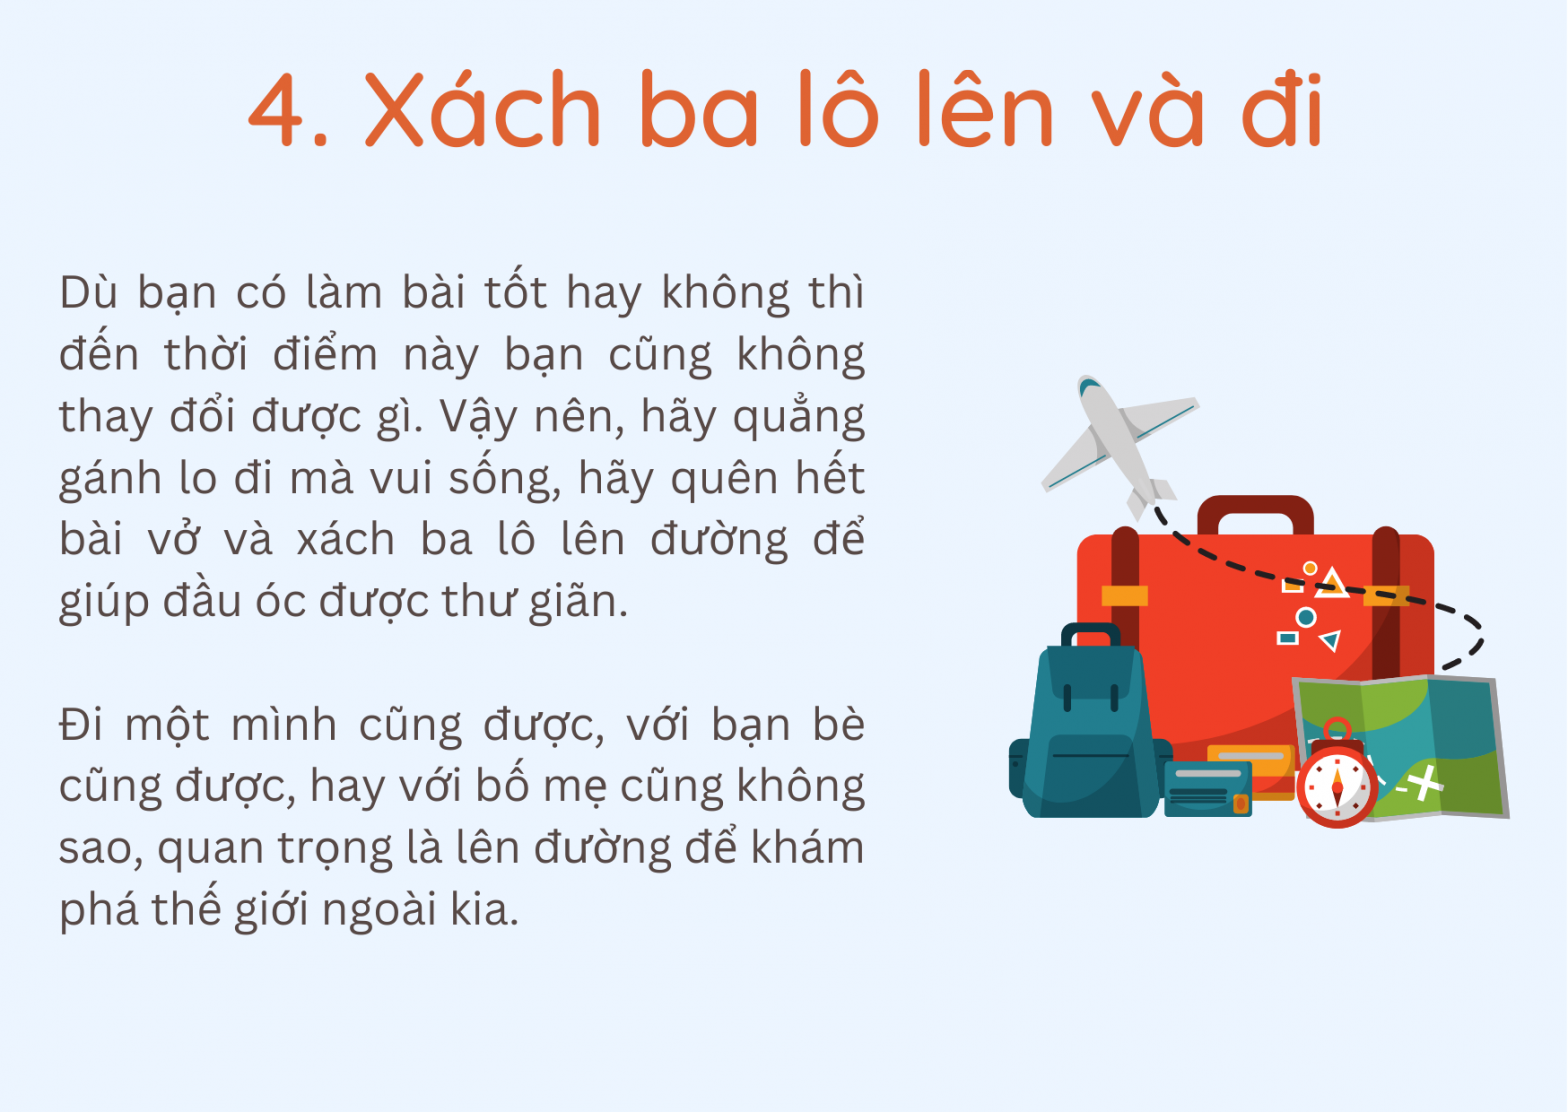 4. Xách ba lô lên và đi
Dù bạn có làm bài tốt hay không thì
đến thời điểm này bạn cũng không
thay đổi được gì. Vậy nên, hãy quẳng
gánh lo đi mà vui sống, hãy quên hết
bài vở và xách ba lô lên đường để
giúp đầu óc được thư giãn.
Đi một mình cũng được, với bạn bè
cũng được, hay với bố mẹ cũng không
sao, quan trọng là lên đường để khám
phá thế giới ngoài kia.